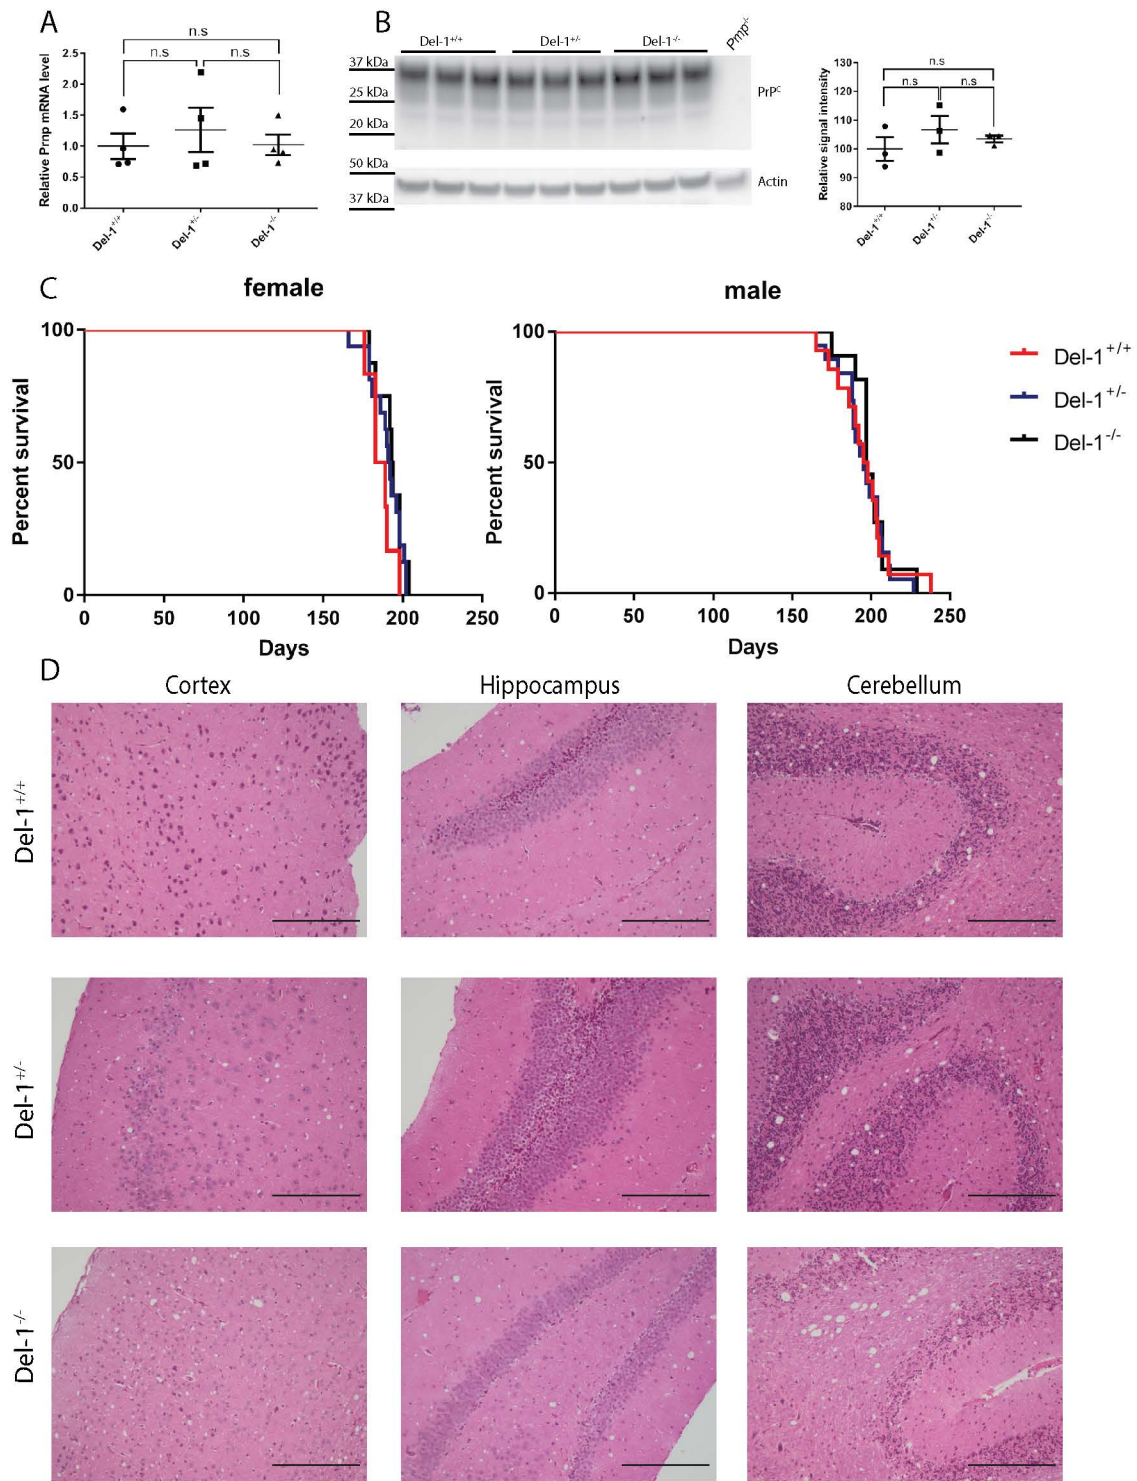 A
n.s
n.s n.s
Relative Prnp mRNA level
2.5
2.0
1.5
1.0
0.5
0.0
Del-1+/+ Del-1+/- Del-1-/-
B
Del-1+/+ Del-1+/- Del-1-/- Prnp-/-
37 kDa
25 kDa
20 kDa
PrPC
50 kDa
37 kDa
Actin
n.s
n.s n.s
Relative signal intensity
130
120
110
100
90
80
Del-1+/+ Del-1+/- Del-1-/-
C
female
Percent survival
100
50
0
0 50 100 150 200 250
Days
male
Percent survival
100
50
0
0 50 100 150 200 250
Days
Del-1+/+
Del-1+/-
Del-1-/-
D
Cortex Hippocampus Cerebellum
Del-1+/+
Del-1+/-
Del-1-/-